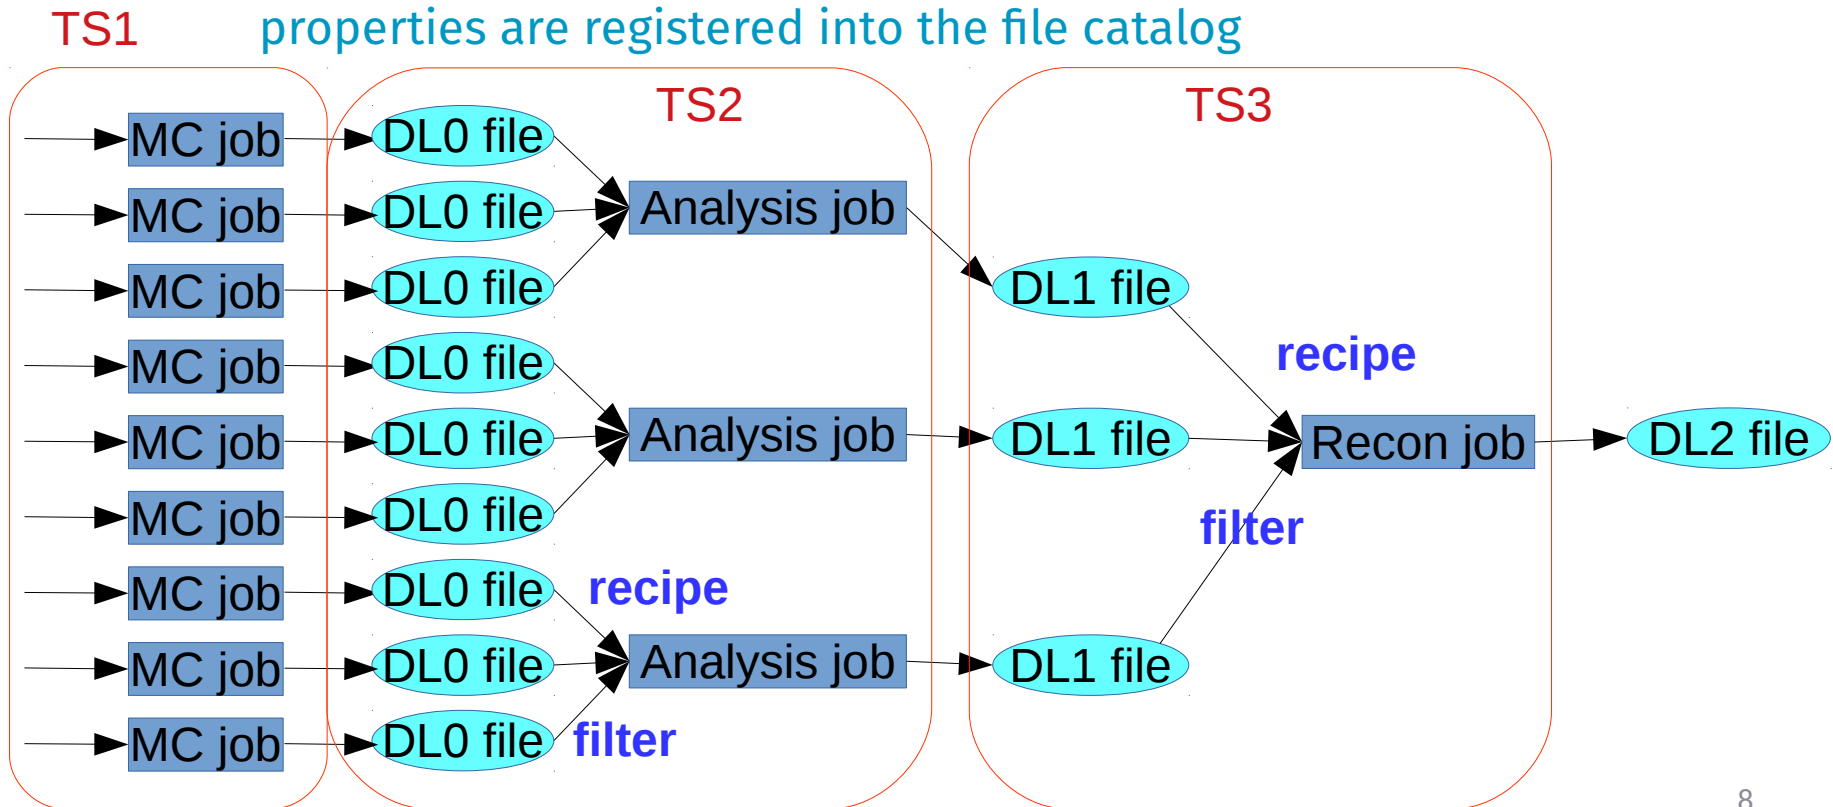 TS1
properties are registered into the file catalog
TS2
TS3
MC job
DL0 file
MC job
DL0 file
Analysis job
MC job
DL0 file
DL1 file
MC job
DL0 file
recipe
MC job
DL0 file
Analysis job
DL1 file
Recon job
DL2 file
MC job
DL0 file
filter
MC job
DL0 file
recipe
MC job
DL0 file
Analysis job
DL1 file
MC job
DL0 file
filter
8